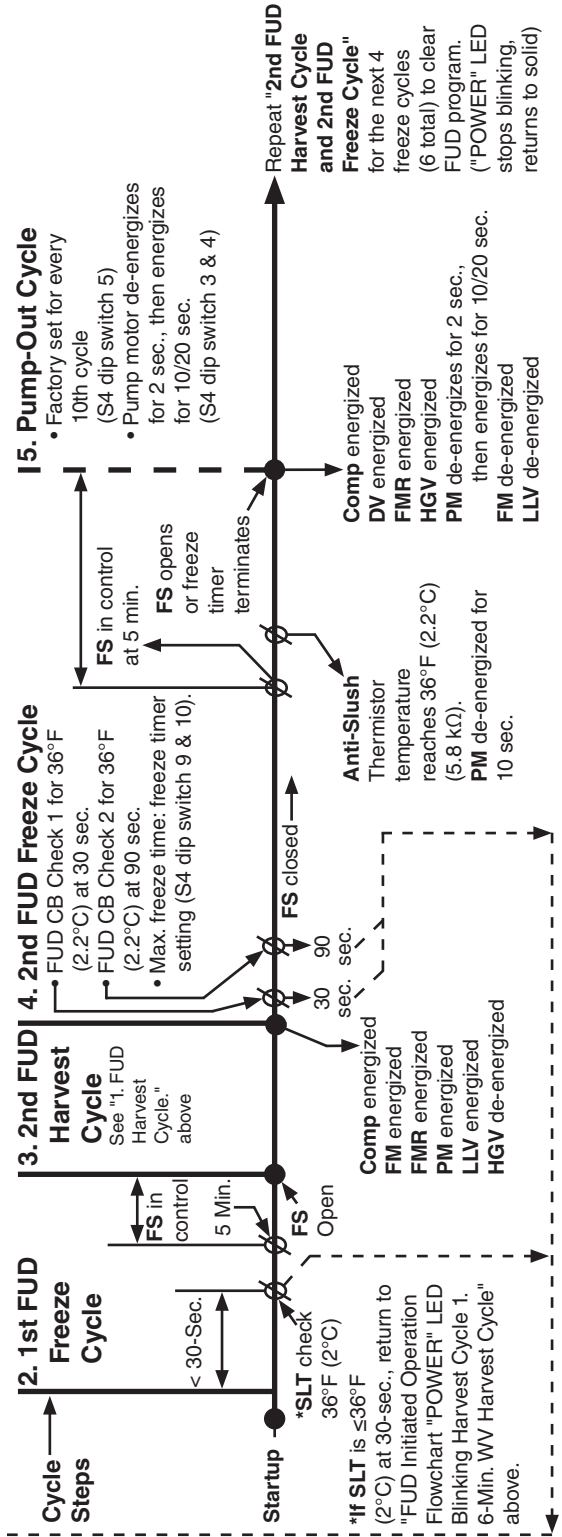 Cycle
Steps
2. 1st FUD
Freeze
Cycle
3. 2nd FUD
Harvest
Cycle
See "1. FUD
Harvest
Cycle."
above
4. 2nd FUD Freeze Cycle
• FUD CB Check 1 for 36°F
(2.2°C) at 30 sec.
• FUD CB Check 2 for 36°F
(2.2°C) at 90 sec.
• Max. freeze time: freeze timer
setting (S4 dip switch 9 & 10).
5. Pump-Out Cycle
• Factory set for every
10th cycle
(S4 dip switch 5)
• Pump motor de-energizes
for 2 sec., then energizes
for 10/20 sec.
(S4 dip switch 3 & 4)
< 30-Sec.
FS in
control
5 Min.
FS in control
at 5 min.
FS opens
or freeze
timer
terminates
FS closed
Startup
*SLT check
36°F (2°C)
FS
Open
30
sec.
90
sec.
Repeat "2nd FUD
Harvest Cycle
and 2nd FUD
Freeze Cycle"
for the next 4
freeze cycles
(6 total) to clear
FUD program.
("POWER" LED
stops blinking,
returns to solid)
*If SLT is ≤36°F
(2°C) at 30-sec., return to
"FUD Initiated Operation
Flowchart "POWER" LED
Blinking Harvest Cycle 1.
6-Min. WV Harvest Cycle"
above.
Comp energized
FM energized
FMR energized
PM energized
LLV energized
HGV de-energized
Anti-Slush
Thermistor
temperature
reaches 36°F (2.2°C)
(5.8 kΩ).
PM de-energized for
10 sec.
Comp energized
DV energized
FMR energized
HGV energized
PM de-energizes for 2 sec.,
then energizes for 10/20 sec.
FM de-energized
LLV de-energized